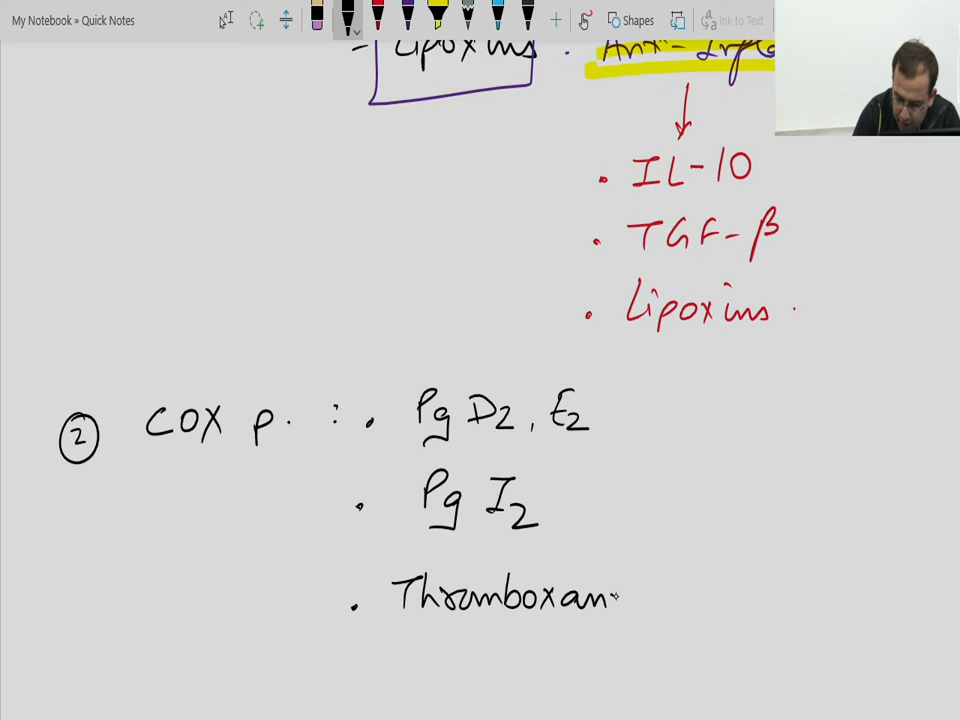 My Notebook » Quick Notes
Shapes
Ink to Text
- Lipoxins .
. IL-10
. TGF-β
. Lipoxins .
② COX p. : . Pg D2, E2
. Pg I2
. Thromboxan